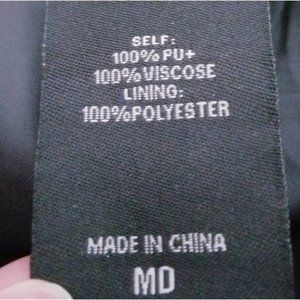 SELF:
100% PU+
100%VISCOSE
LINING:
100%POLYESTER
MADE IN CHINA
MD